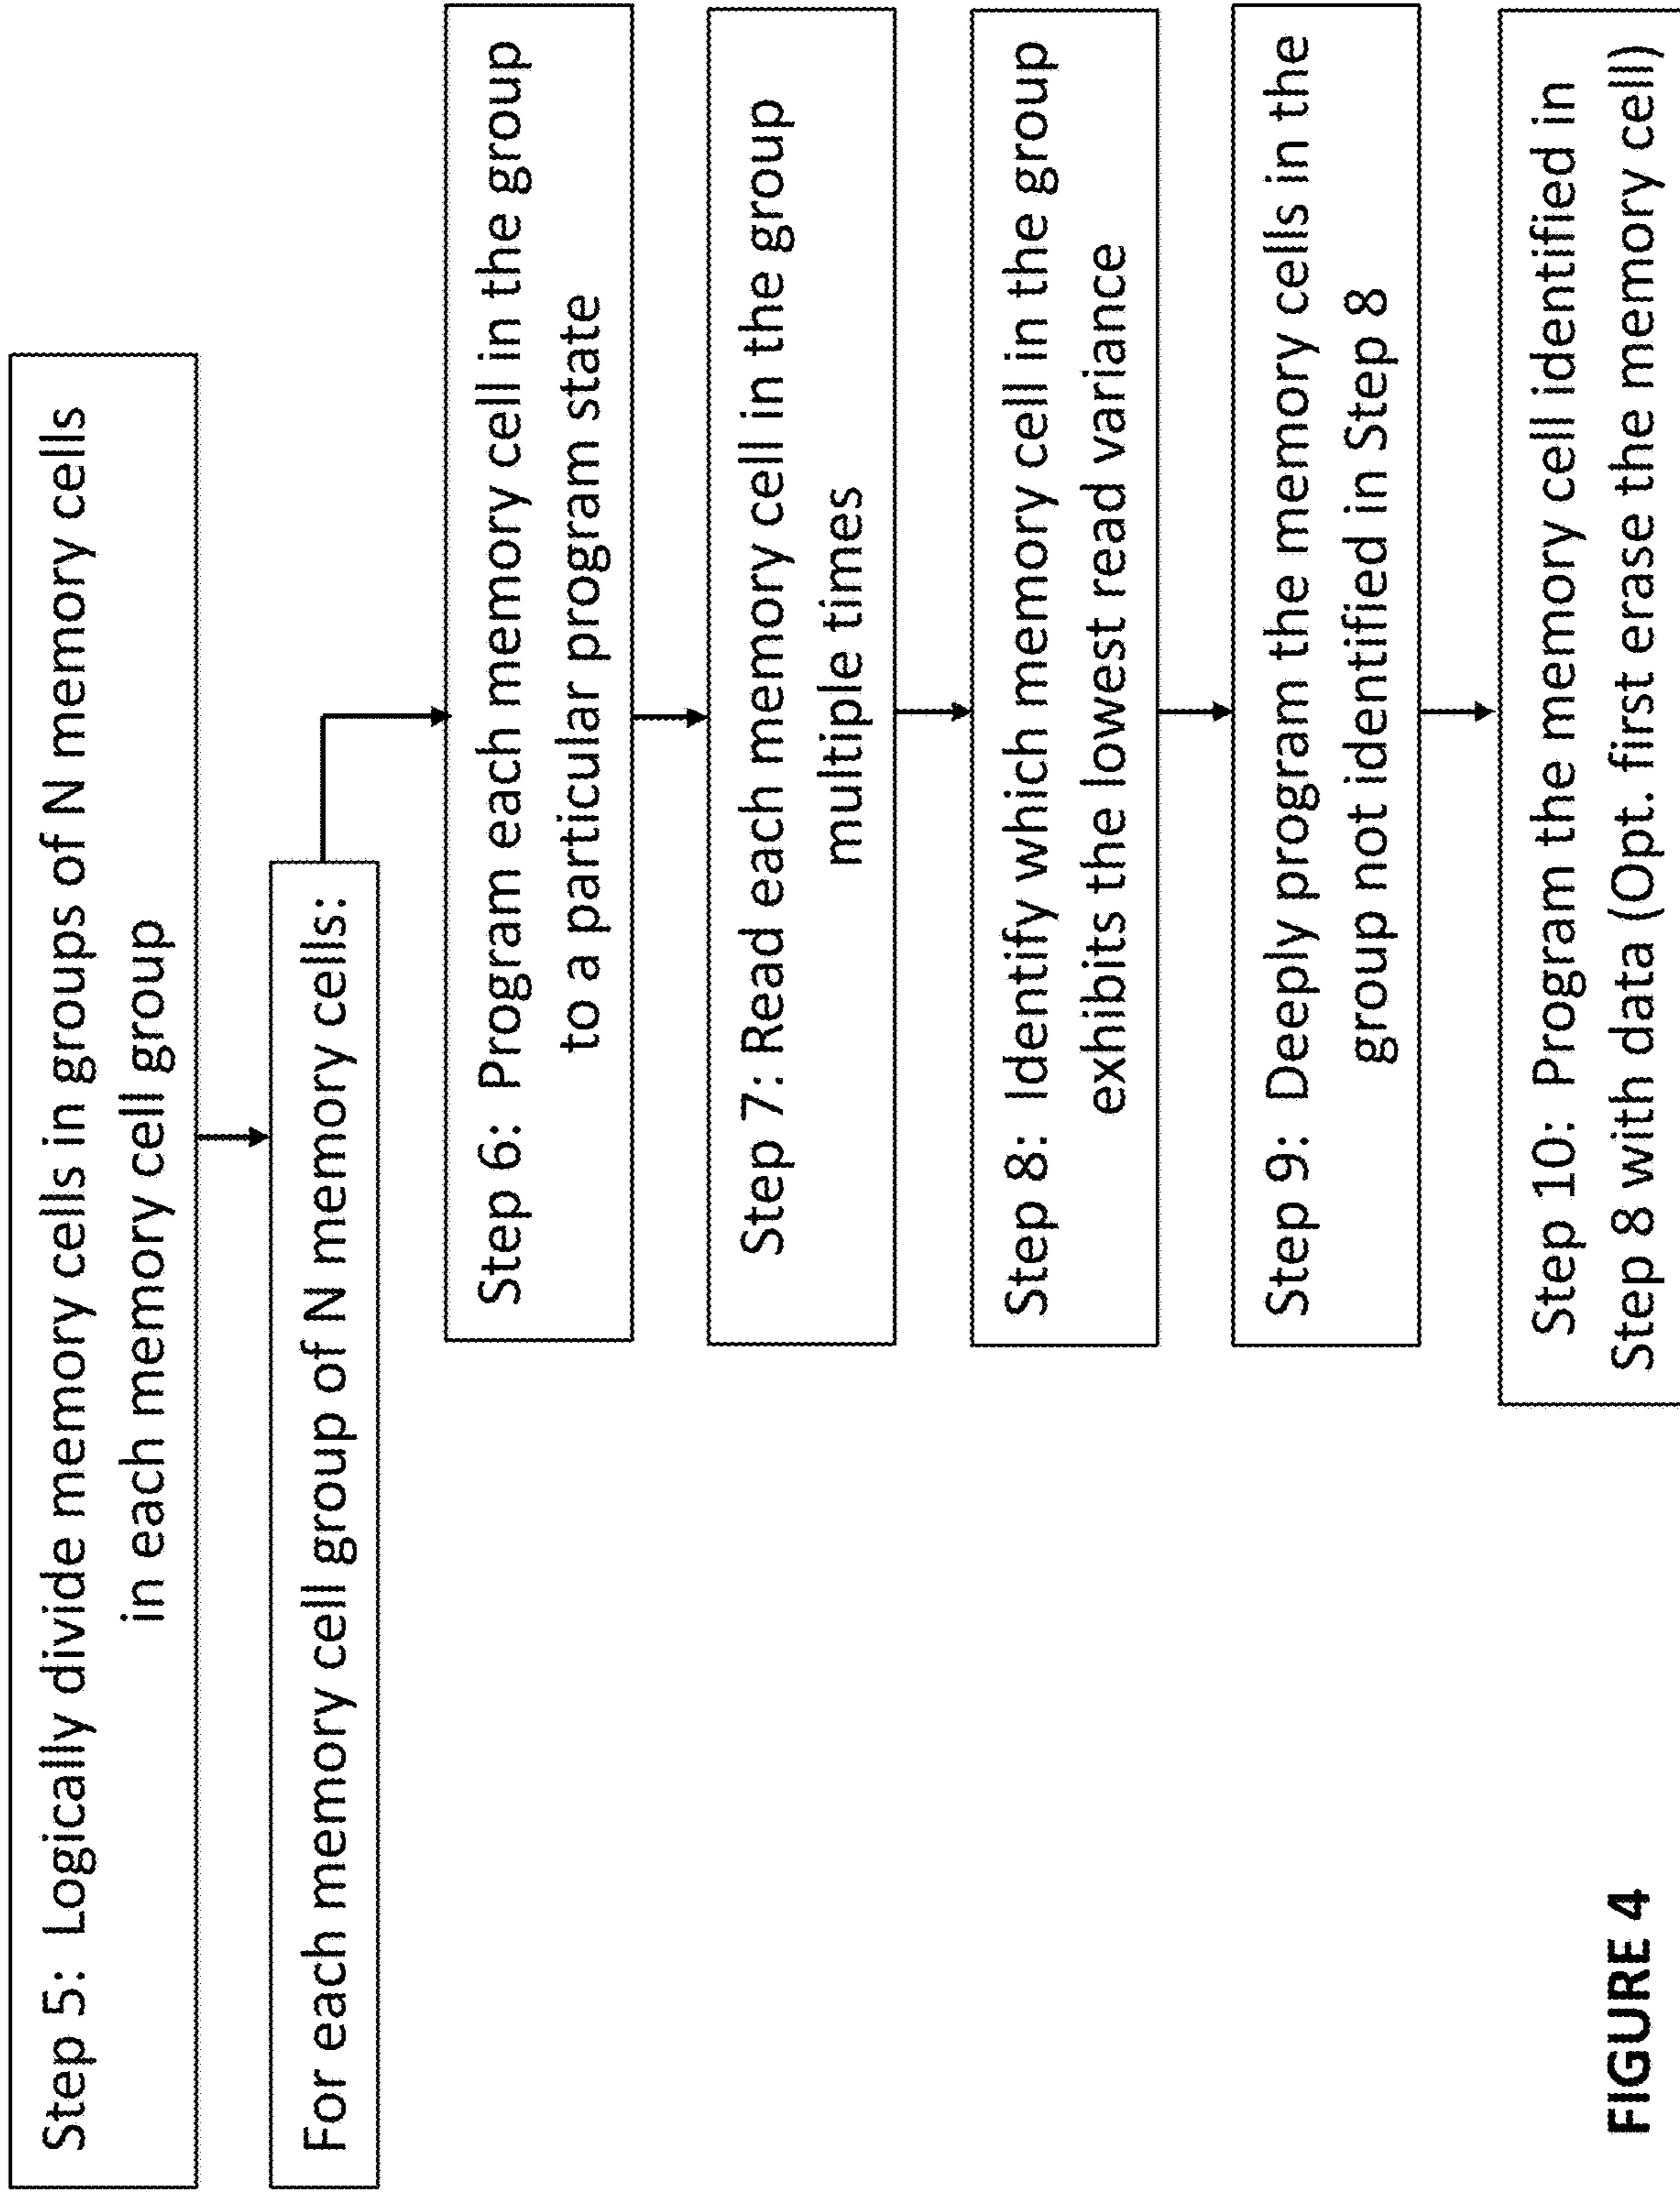 Step 5: Logically divide memory cells in groups of N memory cells
in each memory cell group
For each memory cell group of N memory cells:
Step 6: Program each memory cell in the group
to a particular program state
Step 7: Read each memory cell in the group
multiple times
Step 8: Identify which memory cell in the group
exhibits the lowest read variance
Step 9: Deeply program the memory cells in the
group not identified in Step 8
Step 10: Program the memory cell identified in
Step 8 with data (Opt. first erase the memory cell)
FIGURE 4